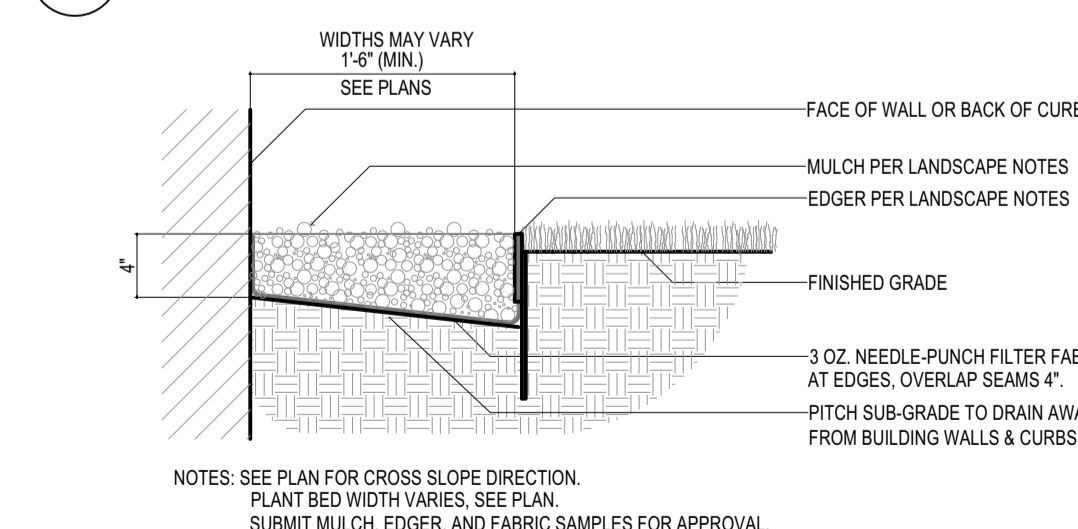 WIDTHS MAY VARY
1'-6" (MIN.)
SEE PLANS
FACE OF WALL OR BACK OF
MULCH PER LANDSCAPE NOTES
EDGER PER LANDSCAPE NOTES
4"
FINISHED GRADE
3 OZ. NEEDLE-PUNCH FILTER
AT EDGES, OVERLAP SEAMS 4".
PITCH SUB-GRADE TO DRAIN
FROM BUILDING WALLS & CURBS
NOTES: SEE PLAN FOR CROSS SLOPE DIRECTION.
PLANT BED WIDTH VARIES, SEE PLAN.
SUBMIT MULCH, EDGER, AND FABRIC SAMPLES FOR APPROVAL.